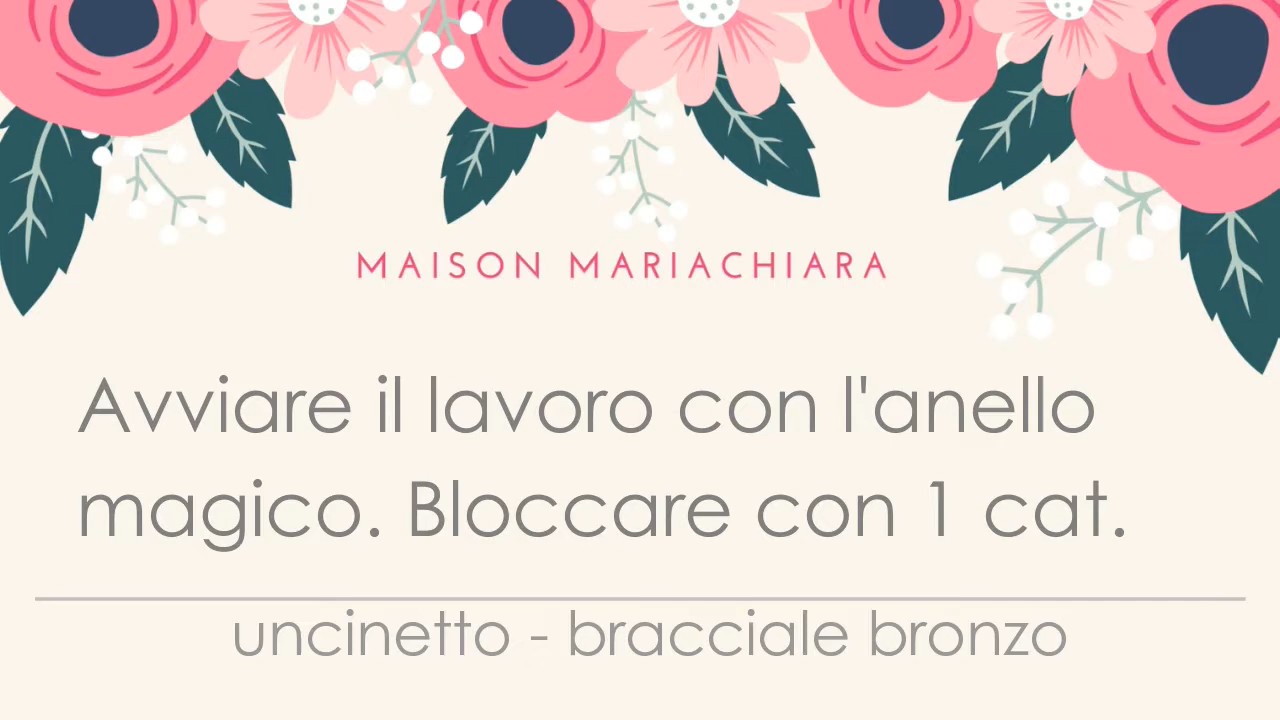 MAISON MARIACHIARA
Avviare il lavoro con l'anello
magico. Bloccare con 1 cat.
uncinetto - bracciale bronzo